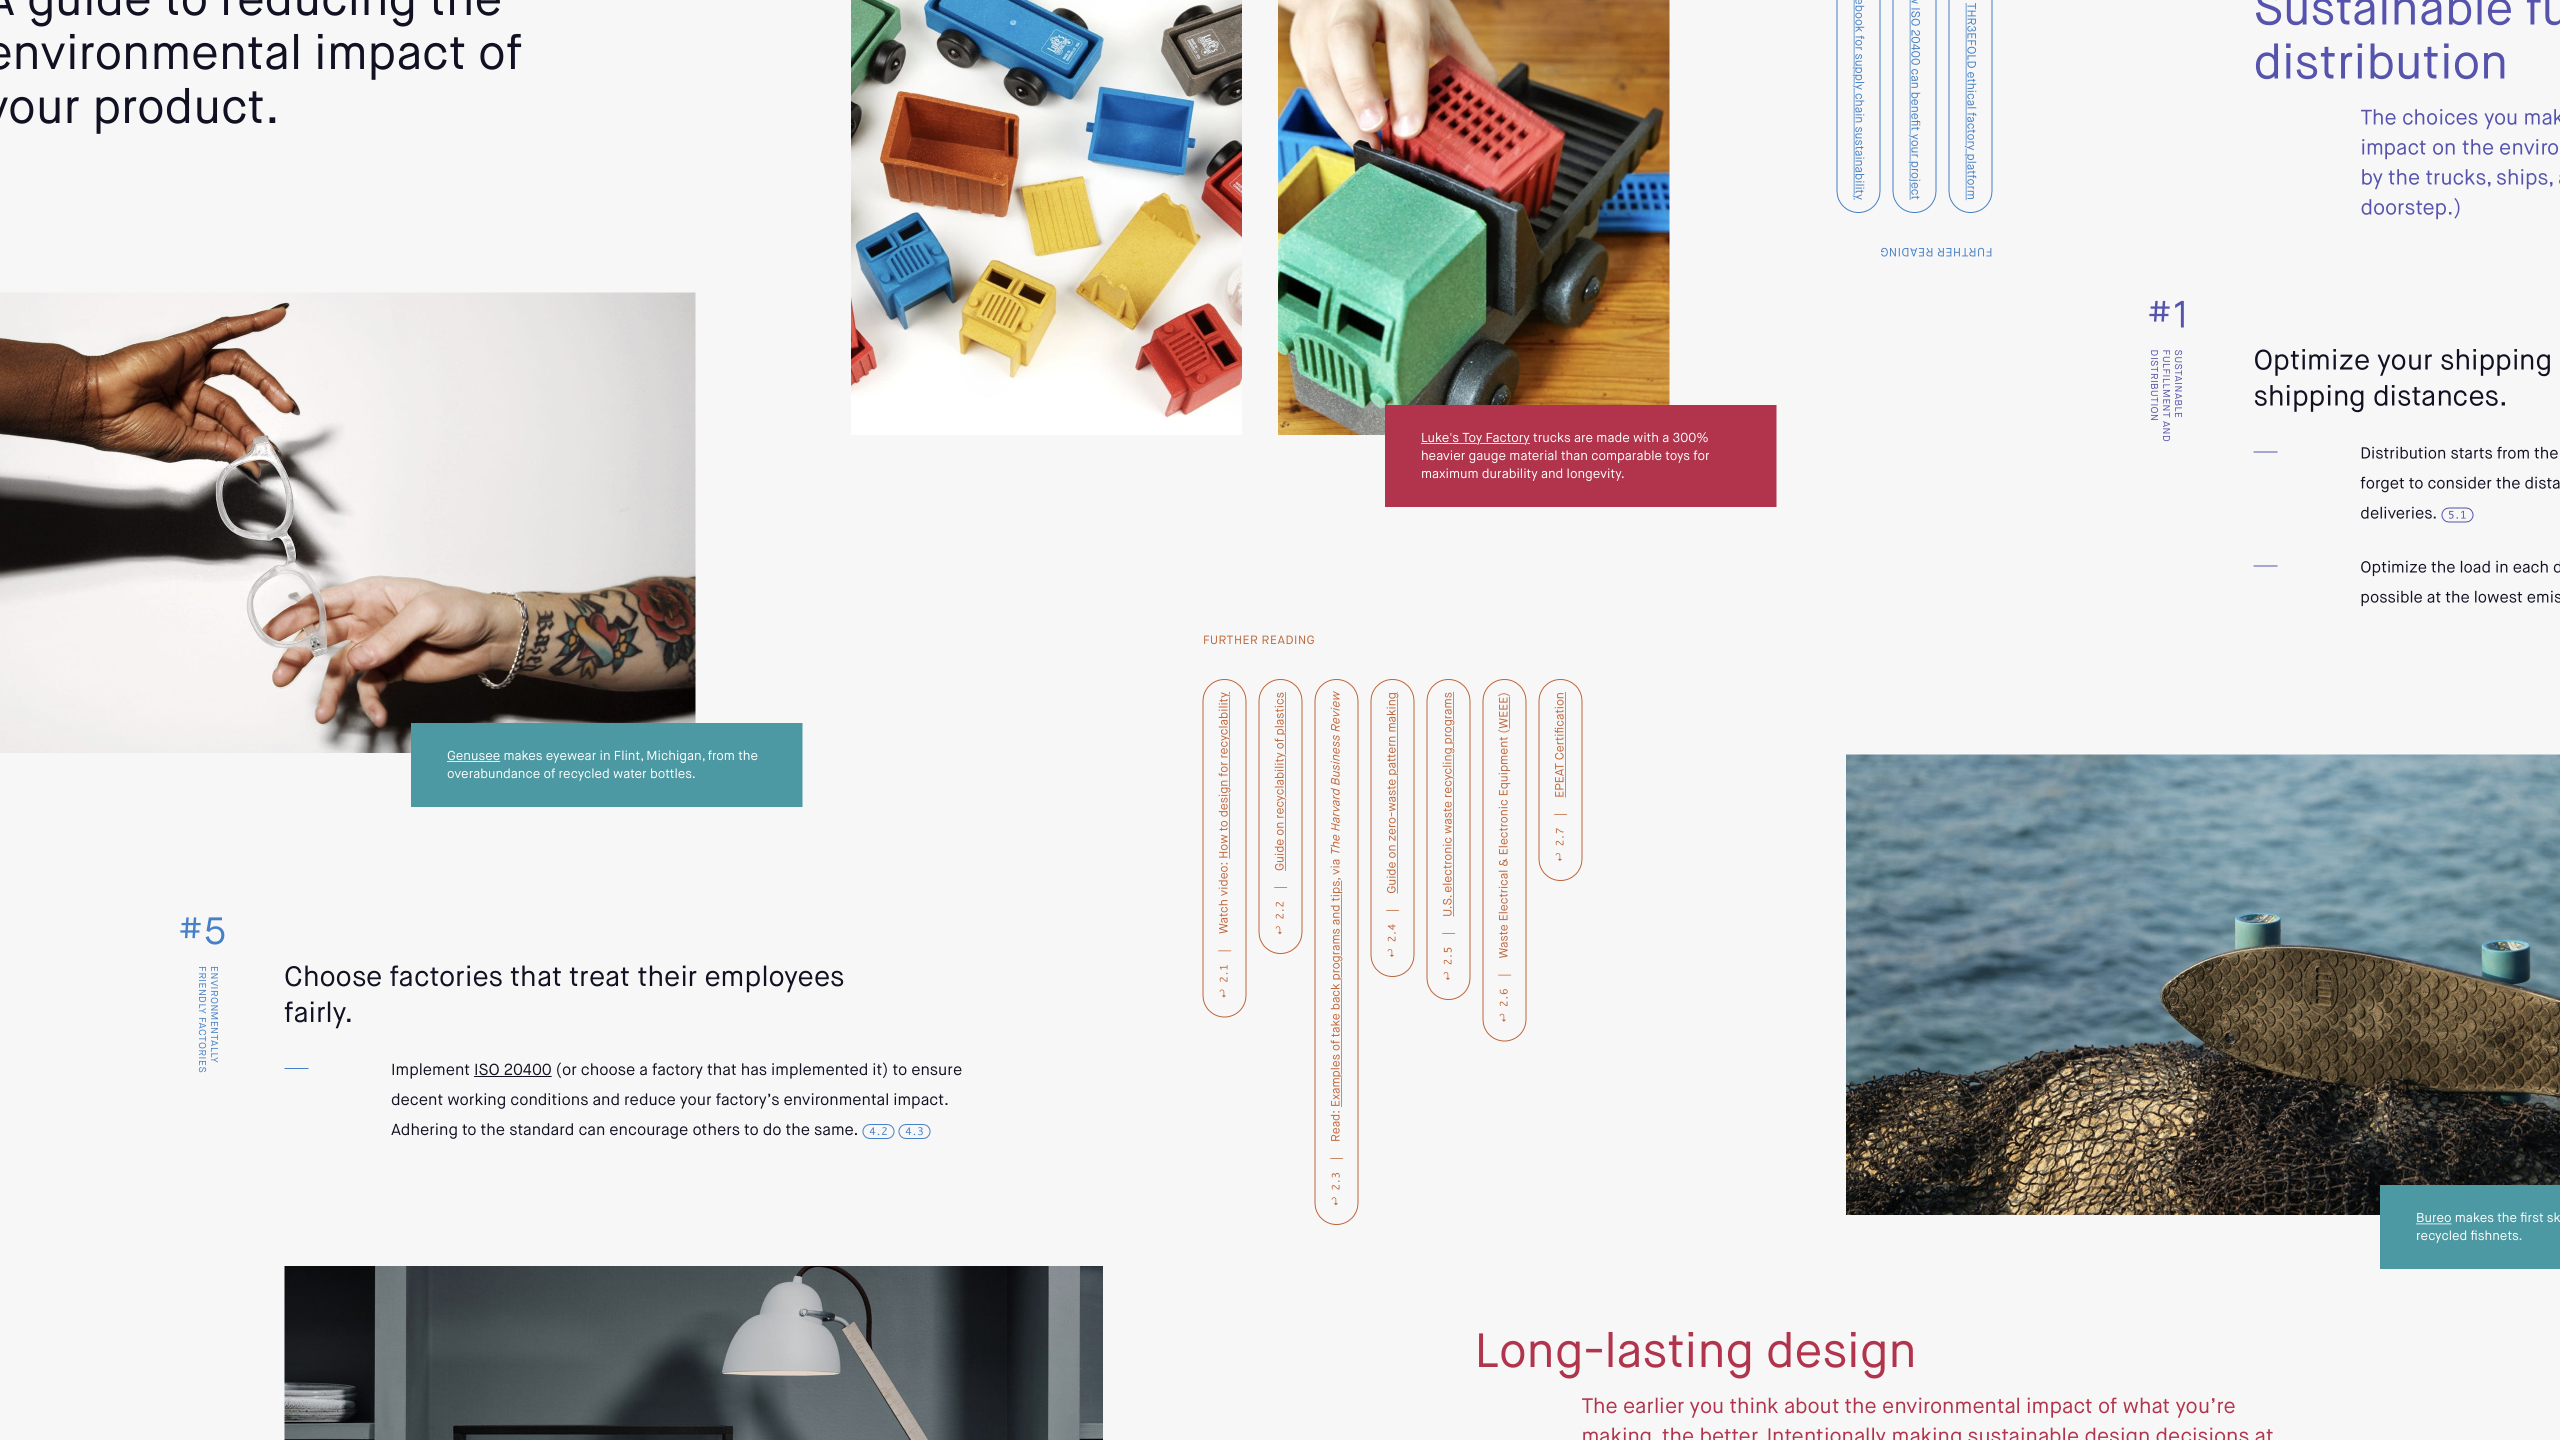 A guide to reducing the
environmental impact of
your product.
Genusee makes eyewear in Flint, Michigan, from the
overabundance of recycled water bottles.
#5
ENVIRONMENTALLY
FRIENDLY FACTORIES
Choose factories that treat their employees
fairly.
Implement ISO 20400 (or choose a factory that has implemented it) to ensure
decent working conditions and reduce your factory’s environmental impact.
Adhering to the standard can encourage others to do the same. 4.2 4.3
Luke's Toy Factory trucks are made with a 300%
heavier gauge material than comparable toys for
maximum durability and longevity.
for supply chain sustainability
ISO 20400 can benefit your project
THR3EFOLD ethical factory platform
FURTHER READING
FURTHER READING
⤷ 2.1 | Watch video: How to design for recyclability
⤷ 2.2 | Guide on recyclability of plastics
⤷ 2.3 | Read: Examples of take back programs and tips, via The Harvard Business Review
⤷ 2.4 | Guide on zero-waste pattern making
⤷ 2.5 | U.S. electronic waste recycling programs
⤷ 2.6 | Waste Electrical & Electronic Equipment (WEEE)
⤷ 2.7 | EPEAT Certification
Sustainable
distribution
The choices you
impact on the
by the trucks, ships,
doorstep.)
#1
SUSTAINABLE
FULFILLMENT AND
DISTRIBUTION
Optimize your shipping
shipping distances.
Distribution starts from the
forget to consider the
deliveries. 5.1
Optimize the load in each
possible at the lowest
Bureo makes the first
recycled fishnets.
Long-lasting design
The earlier you think about the environmental impact of what you’re
making, the better. Intentionally making sustainable design decisions at